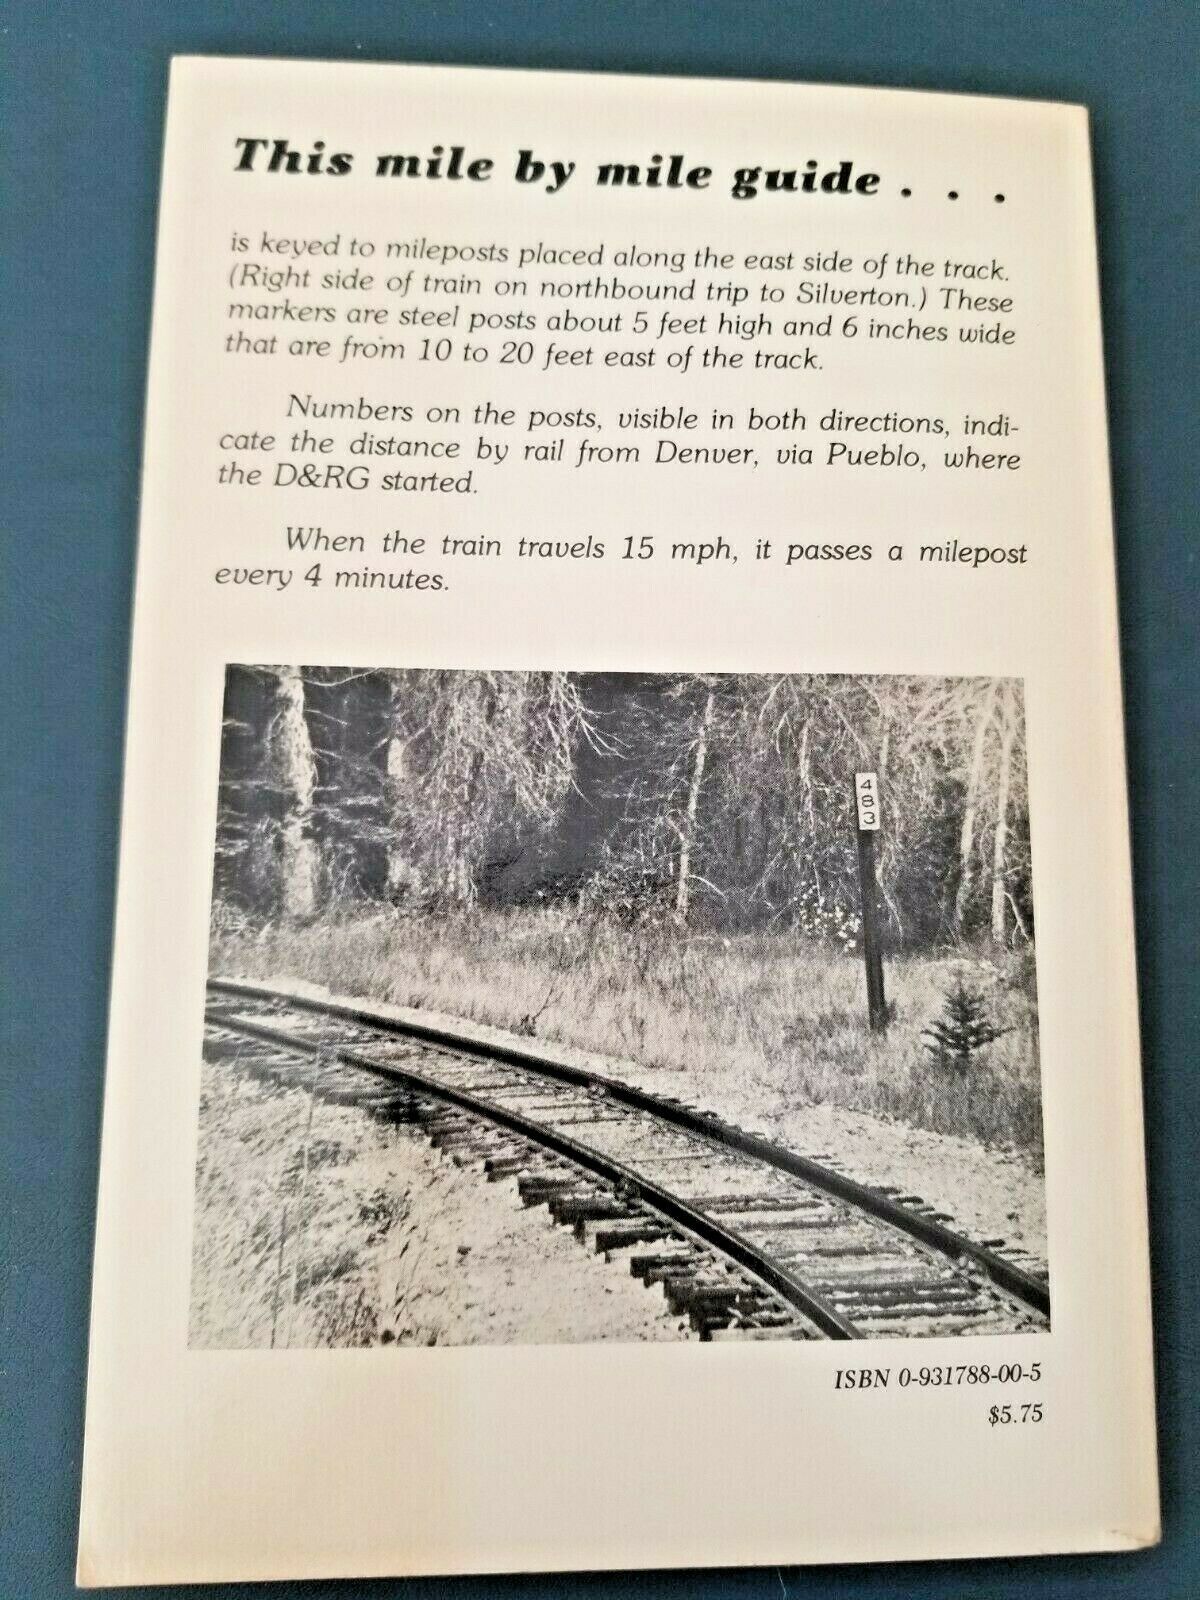 This mile by mile guide . . .
is keyed to mileposts placed along the east side of the track.
(Right side of train on northbound trip to Silverton.) These
markers are steel posts about 5 feet high and 6 inches wide
that are from 10 to 20 feet east of the track.
Numbers on the posts, visible in both directions, indi-
cate the distance by rail from Denver, via Pueblo, where
the D&RG started.
When the train travels 15 mph, it passes a milepost
every 4 minutes.
4
8
3
ISBN 0-931788-00-5
$5.75